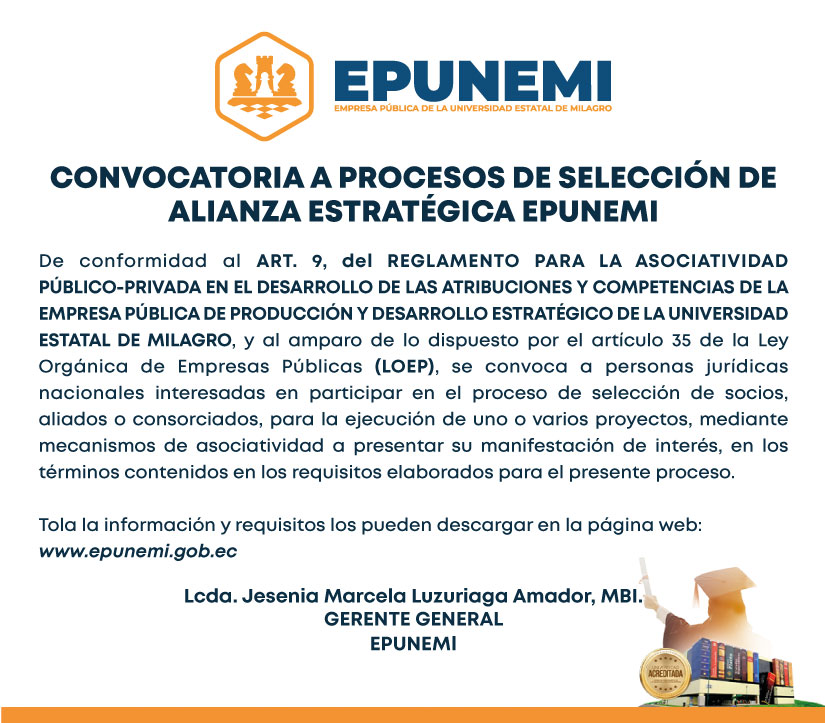 EPUNEMI
EMPRESA PÚBLICA DE LA UNIVERSIDAD ESTATAL DE MILAGRO
CONVOCATORIA A PROCESOS DE SELECCIÓN DE
ALIANZA ESTRATÉGICA EPUNEMI
De conformidad al ART. 9, del REGLAMENTO PARA LA ASOCIATIVIDAD
PÚBLICO-PRIVADA EN EL DESARROLLO DE LAS ATRIBUCIONES Y COMPETENCIAS DE LA
EMPRESA PÚBLICA DE PRODUCCIÓN Y DESARROLLO ESTRATÉGICO DE LA UNIVERSIDAD
ESTATAL DE MILAGRO, y al amparo de lo dispuesto por el artículo 35 de la Ley
Orgánica de Empresas Públicas (LOEP), se convoca a personas jurídicas
nacionales interesadas en participar en el proceso de selección de socios,
aliados o consorciados, para la ejecución de uno o varios proyectos, mediante
mecanismos de asociatividad a presentar su manifestación de interés, en los
términos contenidos en los requisitos elaborados para el presente proceso.
Tola la información y requisitos los pueden descargar en la página web:
www.epunemi.gob.ec
Lcda. Jesenia Marcela Luzuriaga Amador, MBI.
GERENTE GENERAL
EPUNEMI
ACREDITADA